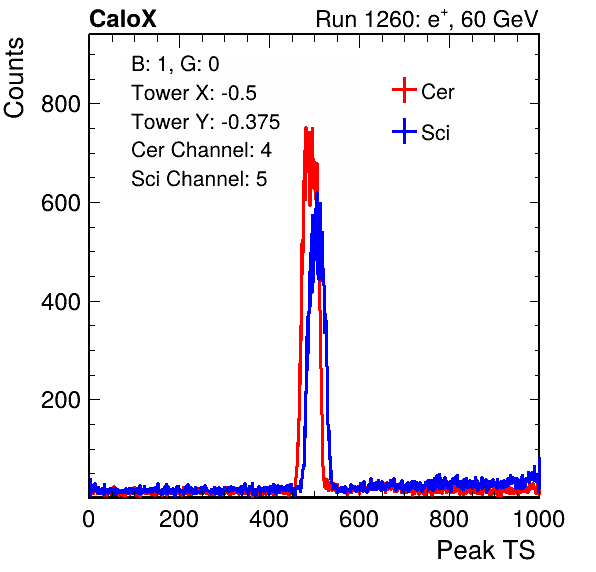 CaloX
Run 1260: e+, 60 GeV
Counts
B: 1, G: 0
Tower X: -0.5
Tower Y: -0.375
Cer Channel: 4
Sci Channel: 5
Cer
Sci
800
600
400
200
0 200 400 600 800 1000
Peak TS